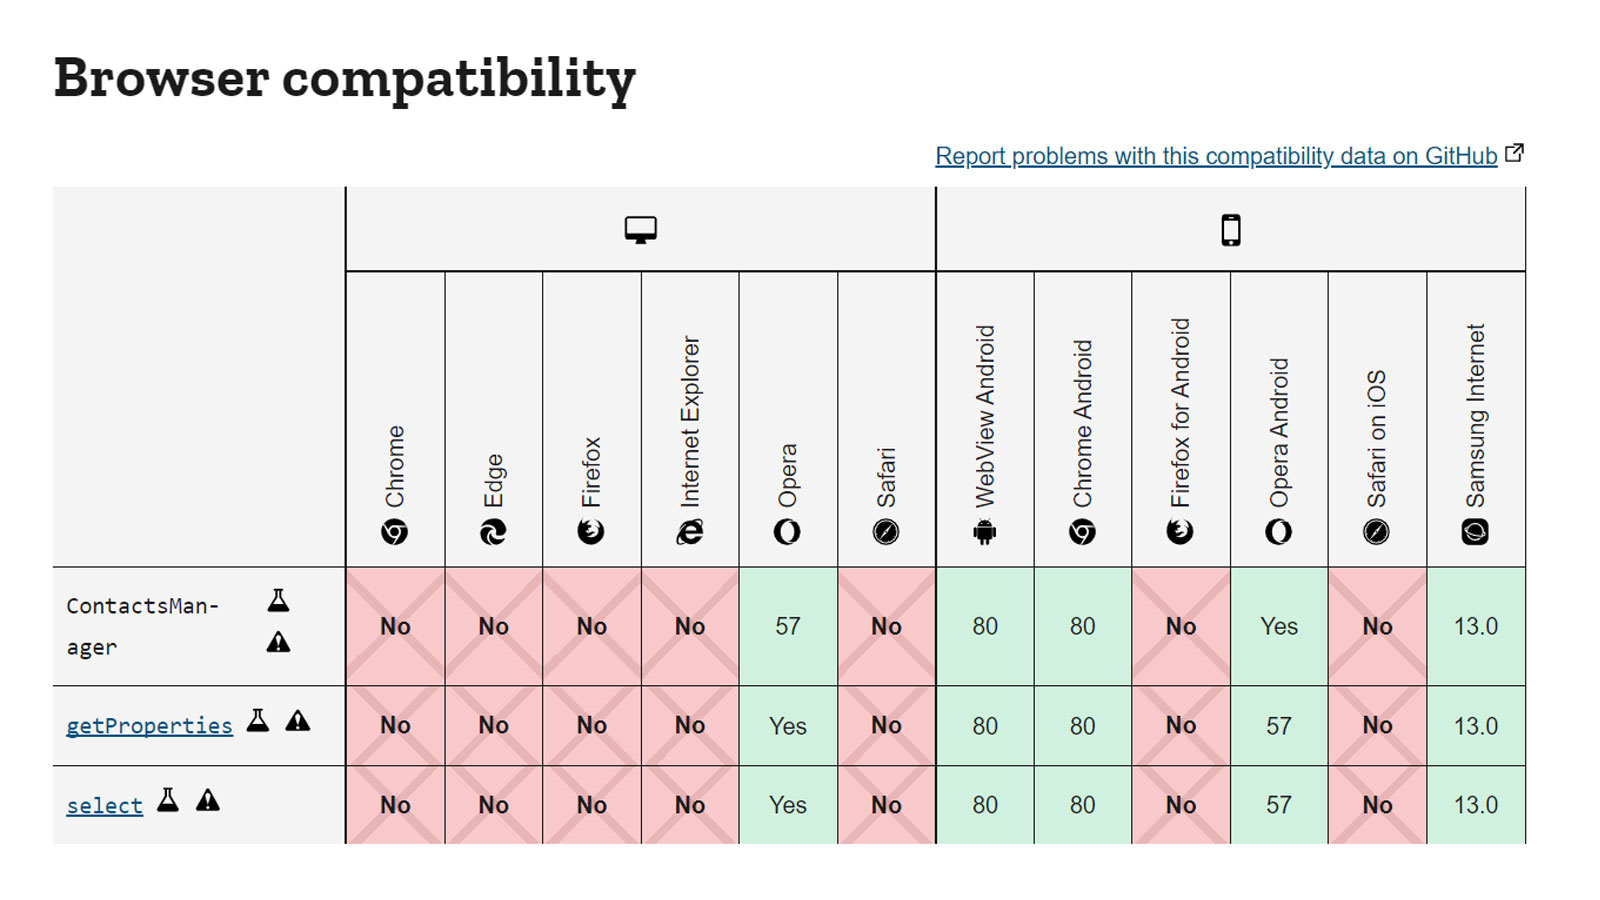 Browser compatibility
Report problems with this compatibility data on GitHub
Chrome
Edge
Firefox
Internet Explorer
Opera
Safari
WebView Android
Chrome Android
Firefox for Android
Opera Android
Safari on iOS
Samsung Internet
ContactsMan-
ager
No No No No 57 No 80 80 No Yes No 13.0
getProperties No No No No Yes No 80 80 No 57 No 13.0
select No No No No Yes No 80 80 No 57 No 13.0